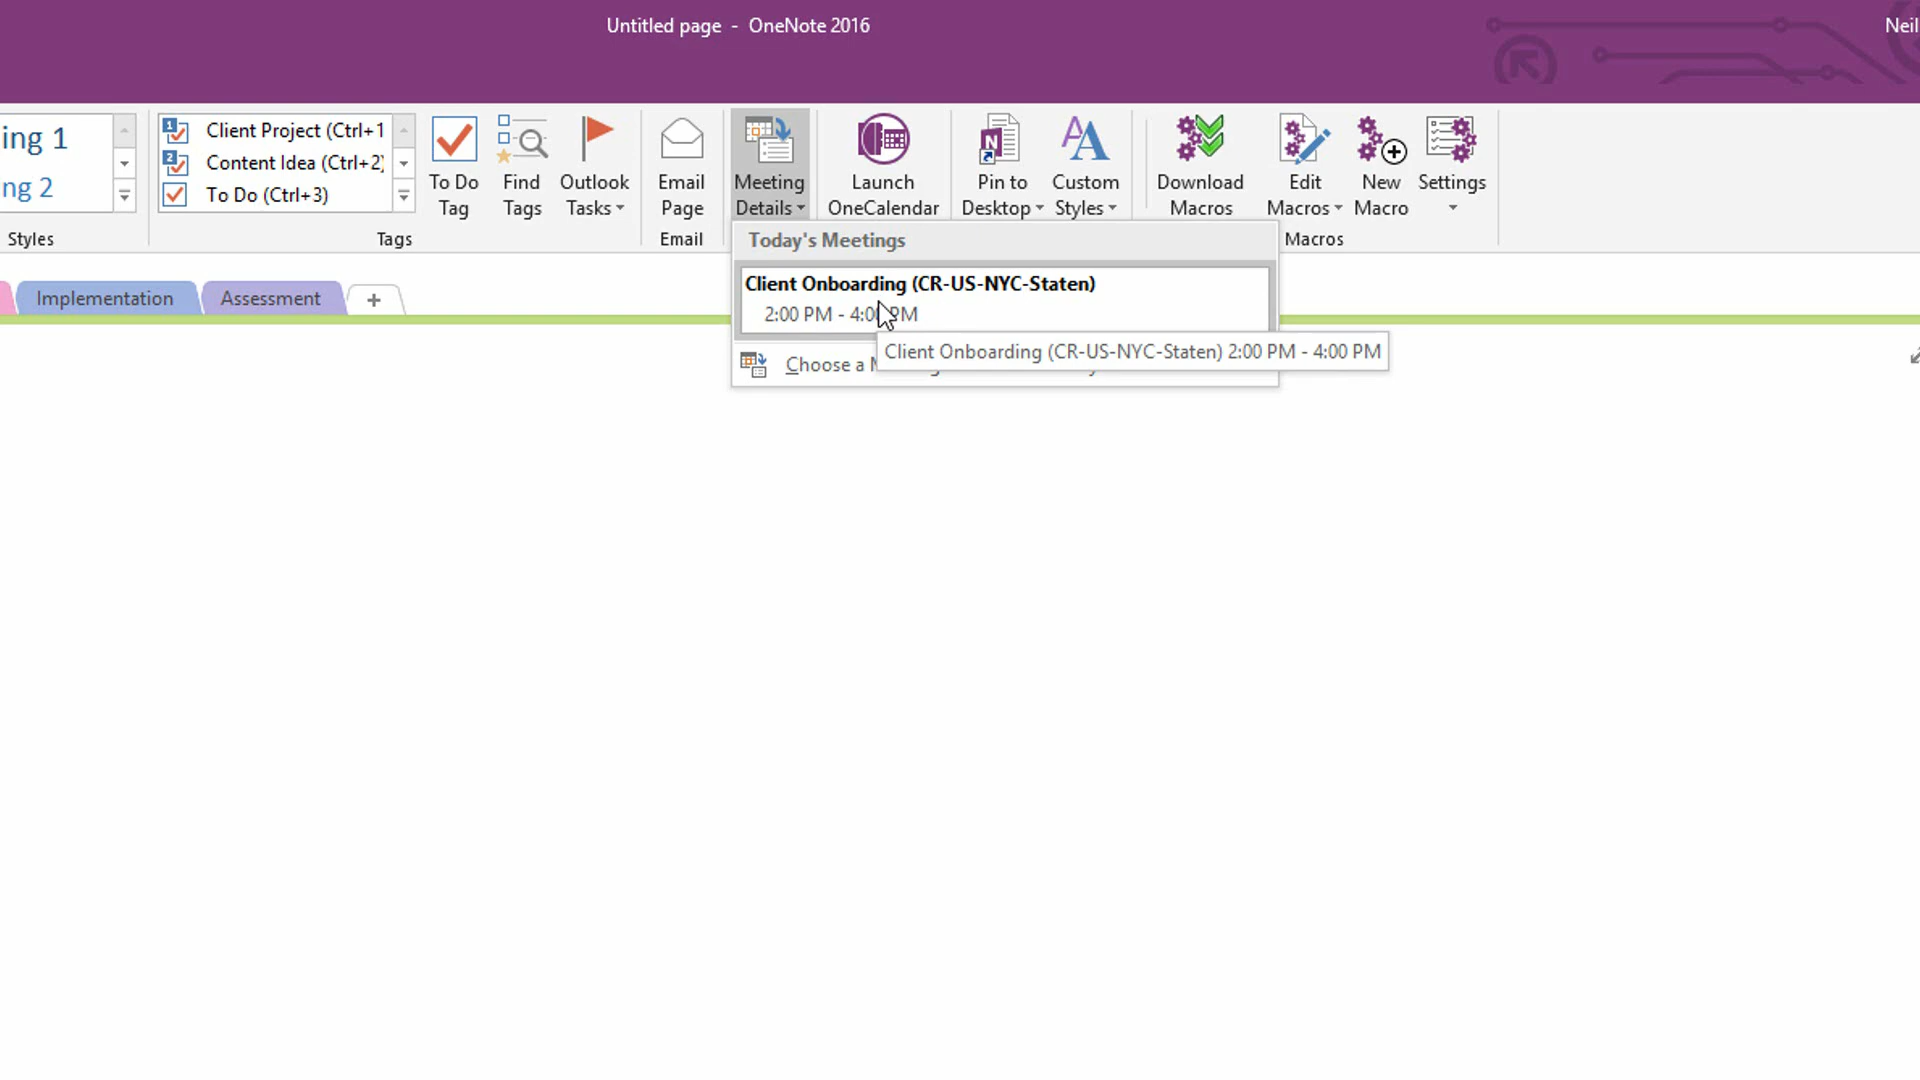 Untitled page - OneNote 2016
Neil
ing 1
ng 2
Styles
Client Project (Ctrl+1
Content Idea (Ctrl+2)
To Do (Ctrl+3)
To Do
Tag
Find
Tags
Outlook
Tasks
Tags
Email
Page
Email
Meeting
Details
Launch
OneCalendar
Pin to
Desktop
Custom
Styles
Download
Macros
Edit
Macros
New
Macro
Settings
Macros
Today's Meetings
Client Onboarding (CR-US-NYC-Staten)
2:00 PM - 4:00 PM
Client Onboarding (CR-US-NYC-Staten) 2:00 PM - 4:00 PM
Choose a
Implementation
Assessment